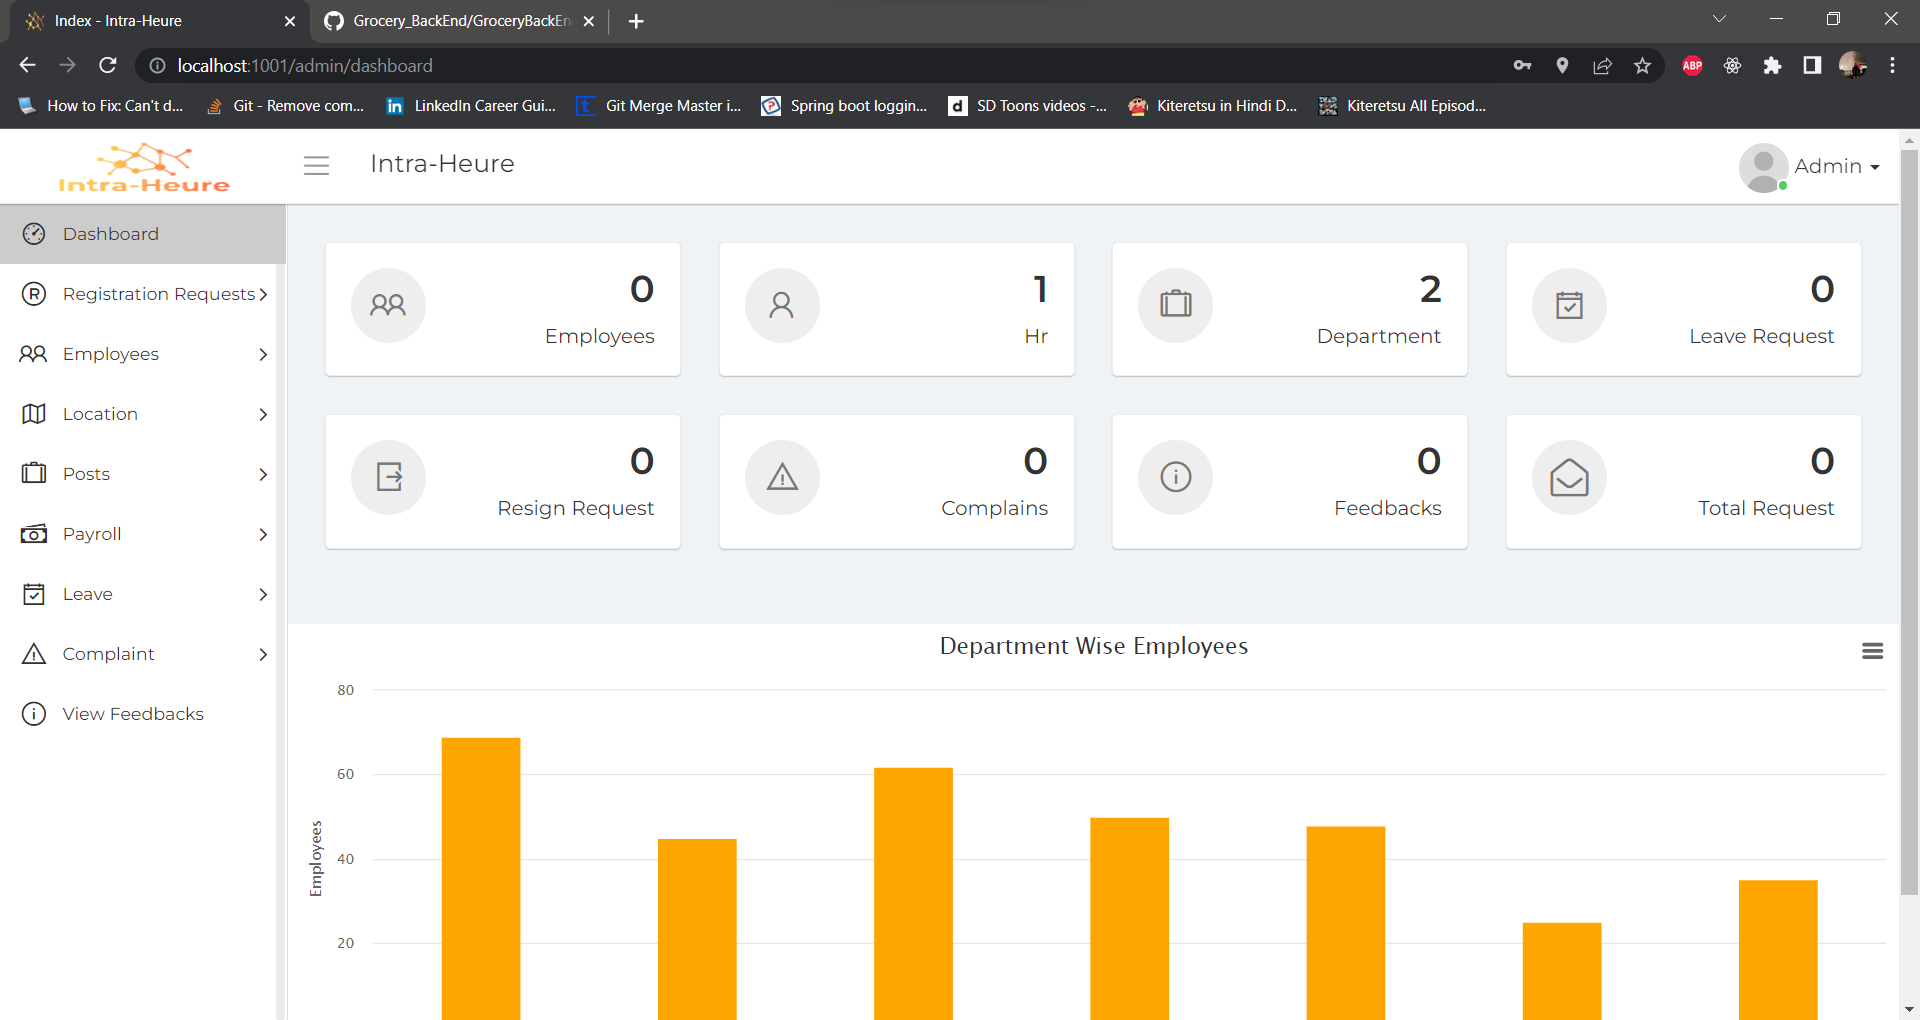 Index - Intra-Heure
Grocery_BackEnd/GroceryBackEn
localhost:1001/admin/dashboard
ABP
How to Fix: Can't d...
Git - Remove com...
LinkedIn Career Gui...
Git Merge Master i...
Spring boot loggin...
SD Toons videos -...
Kiteretsu in Hindi D...
Kiteretsu All Episod...
Intra-Heure
Intra-Heure
Admin
Dashboard
Registration Requests
Employees
Location
Posts
Payroll
Leave
Complaint
View Feedbacks
0
Employees
1
Hr
2
Department
0
Leave Request
0
Resign Request
0
Complains
0
Feedbacks
0
Total Request
Department Wise Employees
Employees
80
60
40
20